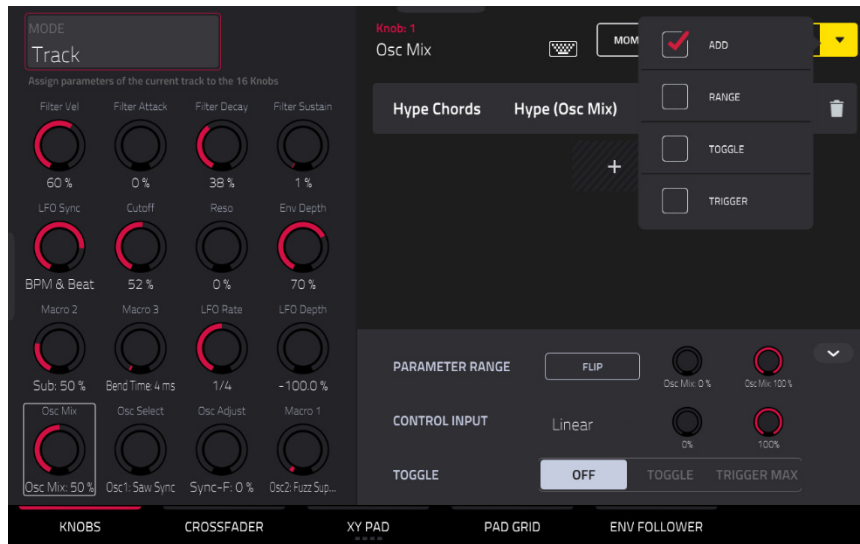 MODE
Track
Assign parameters of the current track to the 16 Knobs
Filter Vel Filter Attack Filter Decay Filter Sustain
60 % 0 % 38 % 1 %
LFO Sync Cutoff Reso Env Depth
BPM & Beat 52 % 0 % 70 %
Macro 2 Macro 3 LFO Rate LFO Depth
Sub: 50 % Bend Time: 4 ms 1/4 -100.0 %
Osc Mix Osc Select Osc Adjust Macro 1
Osc Mix: 50 % Osc1: Saw Sync Sync-F: 0 % Osc2: Fuzz Sup...
Knob: 1
Osc Mix
MOM
ADD
RANGE
TOGGLE
TRIGGER
Hype Chords Hype (Osc Mix)
+
PARAMETER RANGE FLIP Osc Mix: 0 % Osc Mix: 100 %
CONTROL INPUT Linear 0% 100%
TOGGLE OFF TOGGLE TRIGGER MAX
KNOBS CROSSFADER XY PAD PAD GRID ENV FOLLOWER